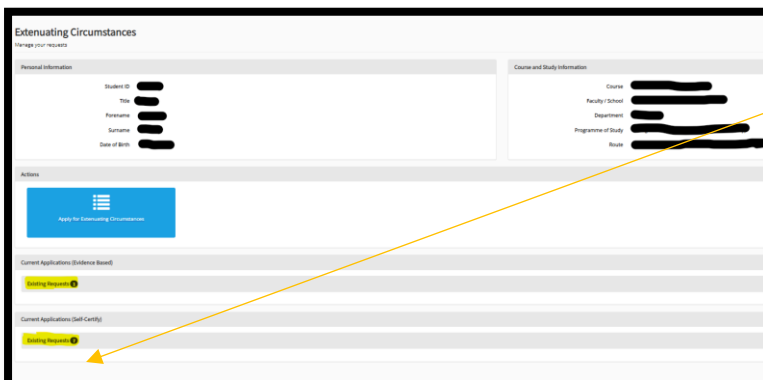 Extenuating Circumstances
Manage your requests
Personal Information
Student ID
Title
Forename
Surname
Date of Birth
Course and Study Information
Course
Faculty / School
Department
Programme of Study
Route
Actions
Apply for Extenuating Circumstances
Current Applications (Evidence Based)
Existing Requests
Current Applications (Self-Certify)
Existing Requests